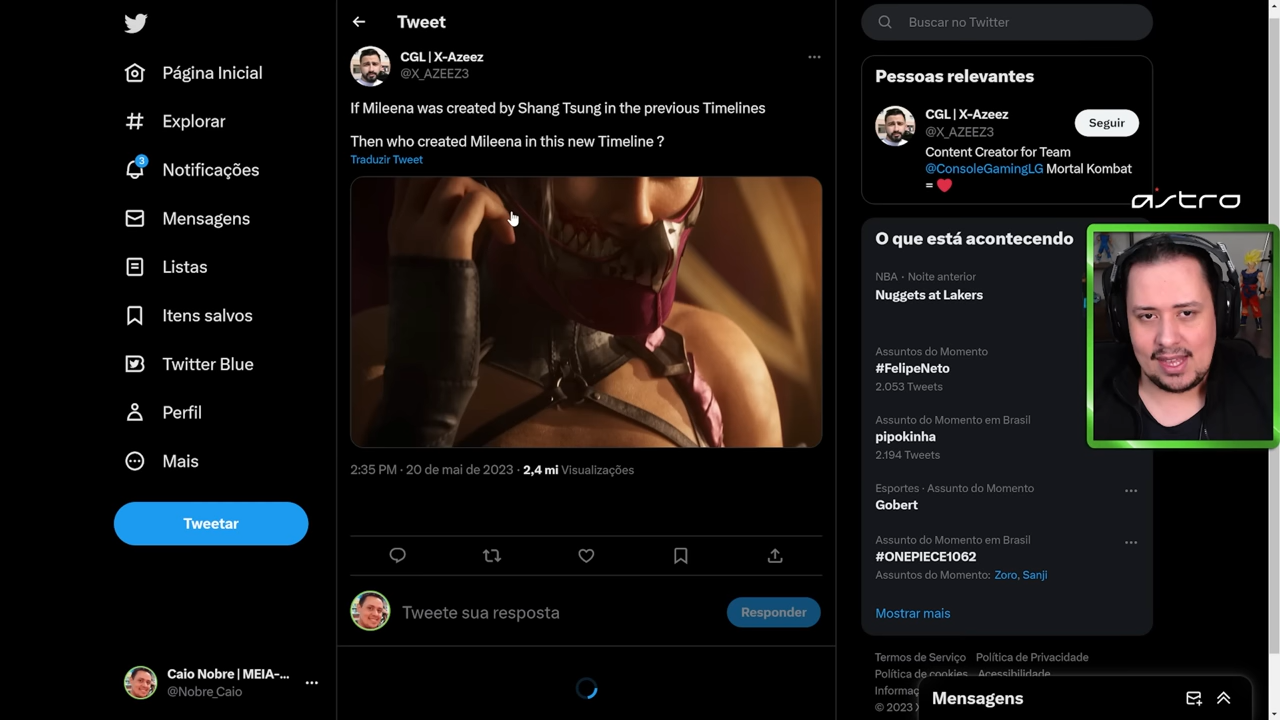 Página Inicial
Explorar
3
Notificações
Mensagens
Listas
Itens salvos
Twitter Blue
Perfil
Mais
Tweetar
Caio Nobre | MEIA-...
@Nobre_Caio
Tweet
CGL | X-Azeez
@X_AZEEZ3
If Mileena was created by Shang Tsung in the previous Timelines
Then who created Mileena in this new Timeline ?
Traduzir Tweet
2:35 PM · 20 de mai de 2023 · 2,4 mi Visualizações
Tweete sua resposta
Responder
Buscar no Twitter
Pessoas relevantes
CGL | X-Azeez
@X_AZEEZ3
Seguir
Content Creator for Team
@ConsoleGamingLG Mortal Kombat
= ❤️
astro
O que está acontecendo
NBA · Noite anterior
Nuggets at Lakers
Assuntos do Momento
#FelipeNeto
2.053 Tweets
Assunto do Momento em Brasil
pipokinha
2.194 Tweets
Esportes · Assunto do Momento
Gobert
Assunto do Momento em Brasil
#ONEPIECE1062
Assuntos do Momento: Zoro, Sanji
Mostrar mais
Termos de Serviço Política de Privacidade
Política de cookies Acessibilidade
© 2023
Mensagens